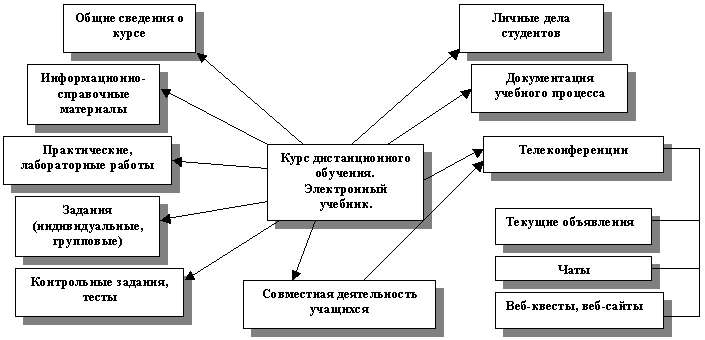 Общие сведения о
курсе
Личные дела
студентов
Информационно-
справочные
материалы
Документация
учебного процесса
Практические,
лабораторные работы
Курс дистанционного
обучения.
Электронный
учебник.
Телеконференции
Задания
(индивидуальные,
групповые)
Текущие объявления
Контрольные задания,
тесты
Совместная деятельность
учащихся
Чаты
Веб-квесты, веб-сайты